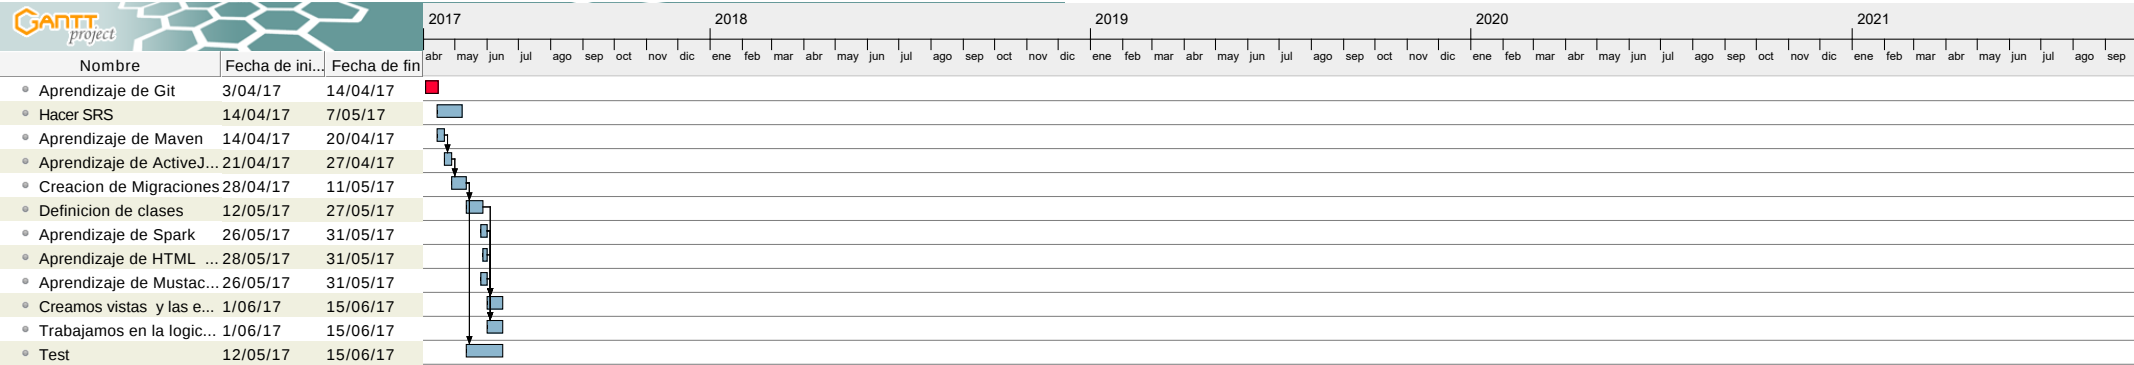 GANTT
project
2017 2018 2019 2020 2021
abr may jun jul ago sep oct nov dic ene feb mar abr may jun jul ago sep oct nov dic ene feb mar abr may jun jul ago sep oct nov dic ene feb mar abr may jun jul ago sep oct nov dic ene feb mar abr may jun jul ago sep
Nombre Fecha de ini... Fecha de fin
Aprendizaje de Git 3/04/17 14/04/17
Hacer SRS 14/04/17 7/05/17
Aprendizaje de Maven 14/04/17 20/04/17
Aprendizaje de ActiveJ... 21/04/17 27/04/17
Creacion de Migraciones 28/04/17 11/05/17
Definicion de clases 12/05/17 27/05/17
Aprendizaje de Spark 26/05/17 31/05/17
Aprendizaje de HTML ... 28/05/17 31/05/17
Aprendizaje de Mustac... 26/05/17 31/05/17
Creamos vistas y las e... 1/06/17 15/06/17
Trabajamos en la logic... 1/06/17 15/06/17
Test 12/05/17 15/06/17